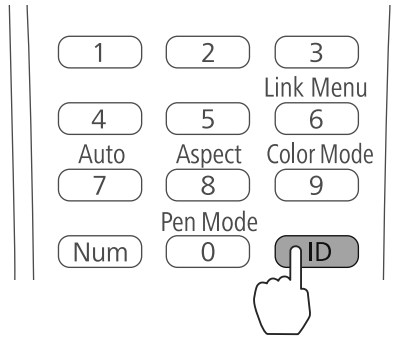 1 2 3
Link Menu
4 5 6
Auto Aspect Color Mode
7 8 9
Pen Mode
Num 0 ID